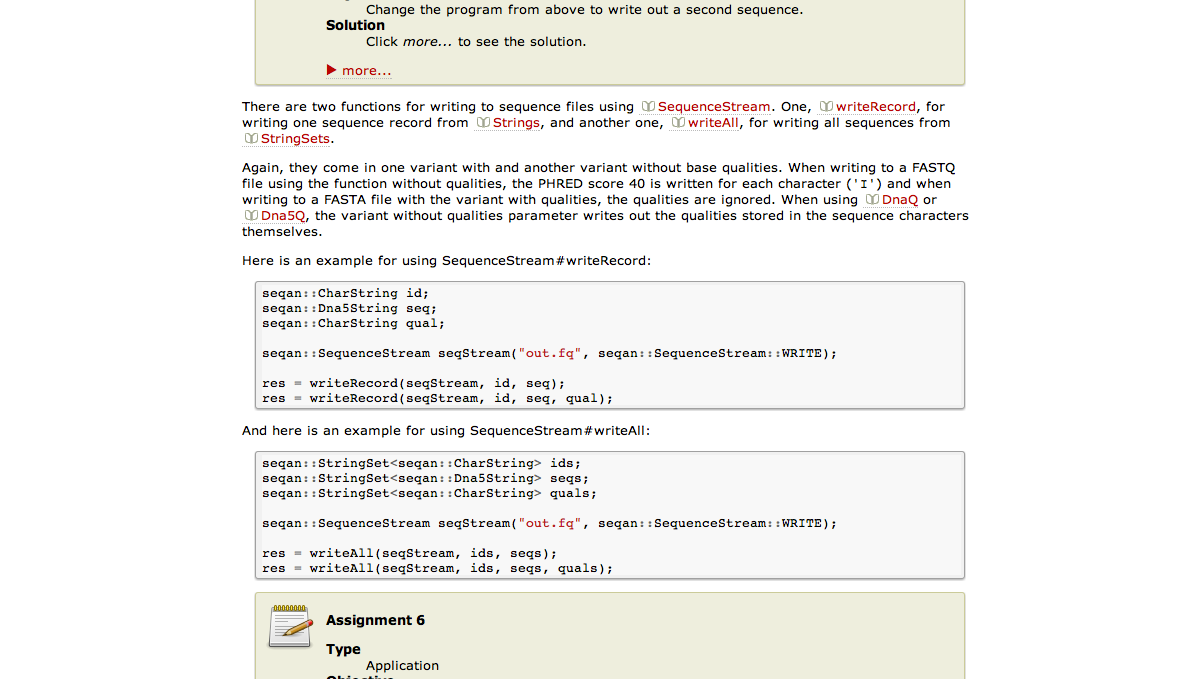 Change the program from above to write out a second sequence.
Solution
Click more... to see the solution.
more...
There are two functions for writing to sequence files using SequenceStream. One, writeRecord, for
writing one sequence record from Strings, and another one, writeAll, for writing all sequences from
StringSets.
Again, they come in one variant with and another variant without base qualities. When writing to a FASTQ
file using the function without qualities, the PHRED score 40 is written for each character ('I') and when
writing to a FASTA file with the variant with qualities, the qualities are ignored. When using DnaQ or
Dna5Q, the variant without qualities parameter writes out the qualities stored in the sequence characters
themselves.
Here is an example for using SequenceStream#writeRecord:
seqan::CharString id;
seqan::Dna5String seq;
seqan::CharString qual;
seqan::SequenceStream seqStream("out.fq", seqan::SequenceStream::WRITE);
res = writeRecord(seqStream, id, seq);
res = writeRecord(seqStream, id, seq, qual);
And here is an example for using SequenceStream#writeAll:
seqan::StringSet<seqan::CharString> ids;
seqan::StringSet<seqan::Dna5String> seqs;
seqan::StringSet<seqan::CharString> quals;
seqan::SequenceStream seqStream("out.fq", seqan::SequenceStream::WRITE);
res = writeAll(seqStream, ids, seqs);
res = writeAll(seqStream, ids, seqs, quals);
Assignment 6
Type
Application
Objective